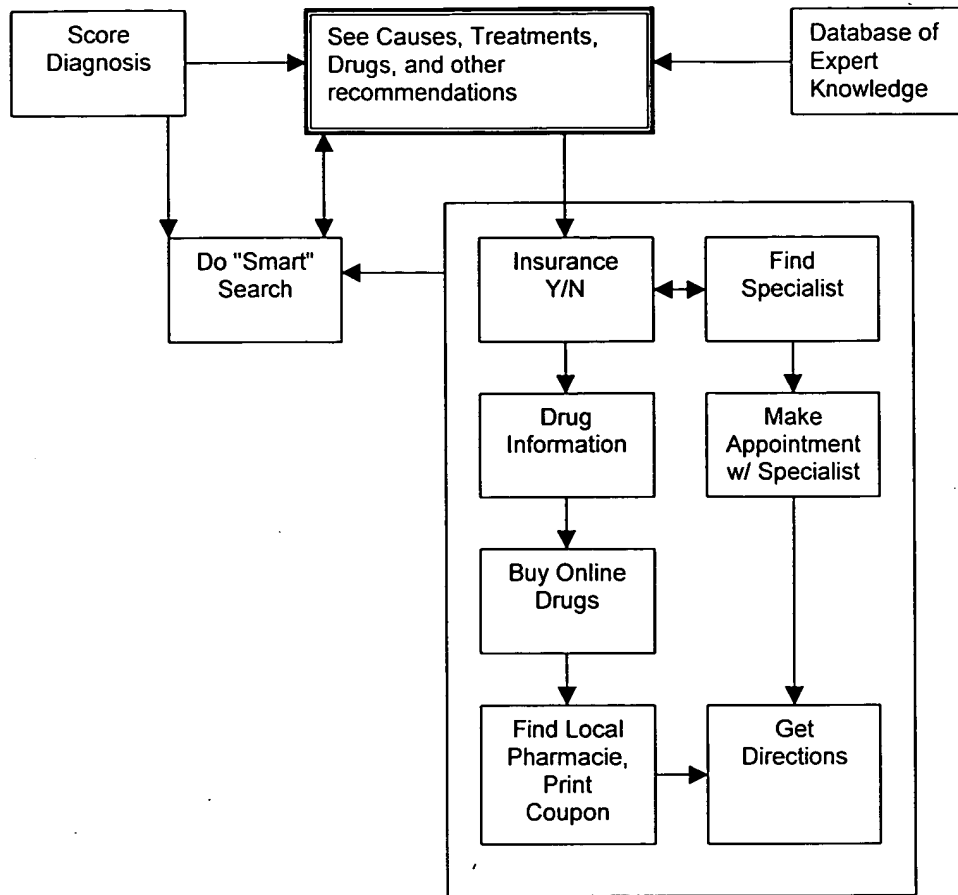 Score
Diagnosis
See Causes, Treatments,
Drugs, and other
recommendations
Database of
Expert
Knowledge
Do "Smart"
Search
Insurance
Y/N
Find
Specialist
Drug
Information
Make
Appointment
w/ Specialist
Buy Online
Drugs
Find Local
Pharmacie,
Print
Coupon
Get
Directions